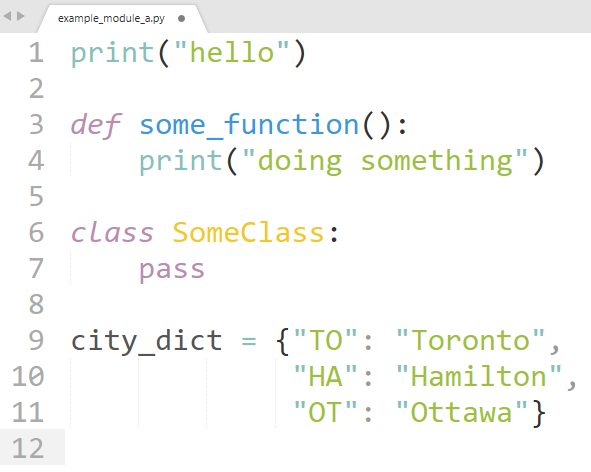 example_module_a.py
1 print("hello")
2
3 def some_function():
4     print("doing something")
5
6 class SomeClass:
7     pass
8
9 city_dict = {"TO": "Toronto",
10              "HA": "Hamilton",
11              "OT": "Ottawa"}
12